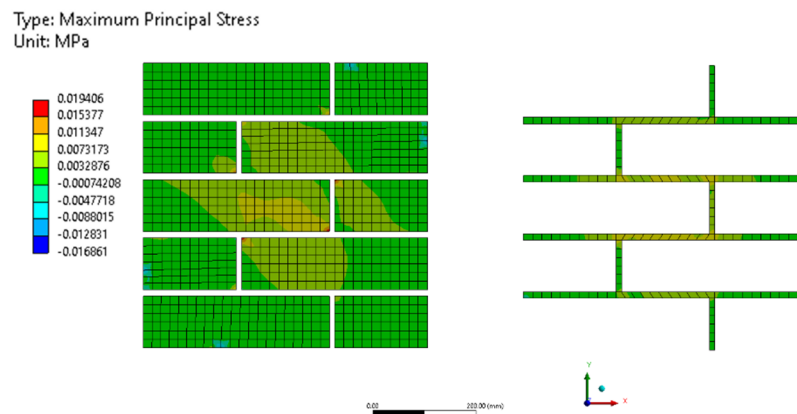 Type: Maximum Principal Stress
Unit: MPa
0.019406
0.015377
0.011347
0.0073173
0.0032876
-0.00074208
-0.0047718
-0.0088015
-0.012831
-0.016861
Y
X
0.00
200.00 (mm)